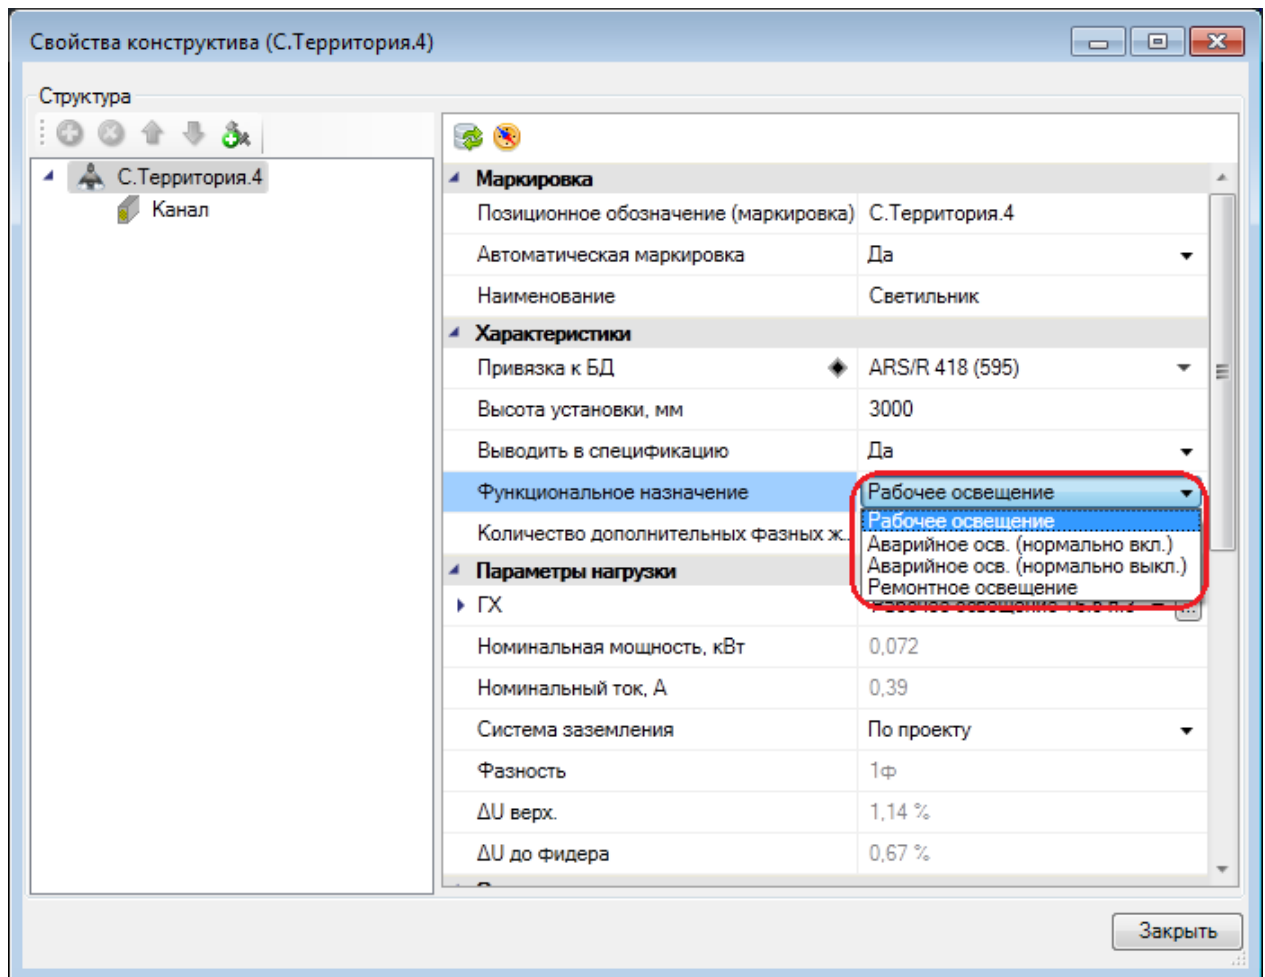 Свойства конструктива (С.Территория.4)
Структура
С.Территория.4
Канал
Маркировка
Позиционное обозначение (маркировка) С.Территория.4
Автоматическая маркировка Да
Наименование Светильник
Характеристики
Привязка к БД ARS/R 418 (595)
Высота установки, мм 3000
Выводить в спецификацию Да
Функциональное назначение Рабочее освещение
Количество дополнительных фазных ж...
Рабочее освещение
Аварийное осв. (нормально вкл.)
Аварийное осв. (нормально выкл.)
Ремонтное освещение
Параметры нагрузки
ГХ
Номинальная мощность, кВт 0,072
Номинальный ток, А 0,39
Система заземления По проекту
Фазность 1ф
ΔU верх. 1,14 %
ΔU до фидера 0,67 %
Закрыть